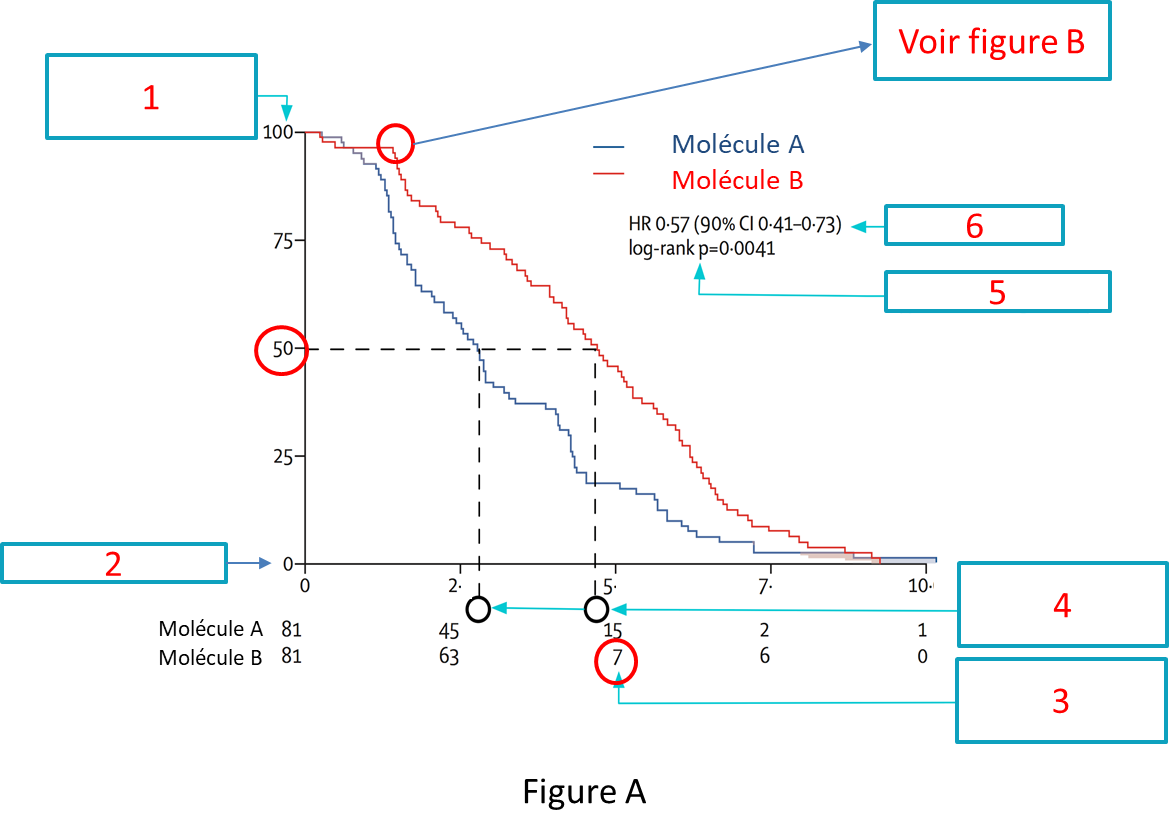 Voir figure B
1
100
Molécule A
Molécule B
HR 0·57 (90% CI 0·41–0·73)
6
log-rank p=0·0041
75
5
50
25
2
0
0 2· 5· 7· 10·
4
Molécule A 81 45 15 2 1
Molécule B 81 63 7 6 0
3
Figure A